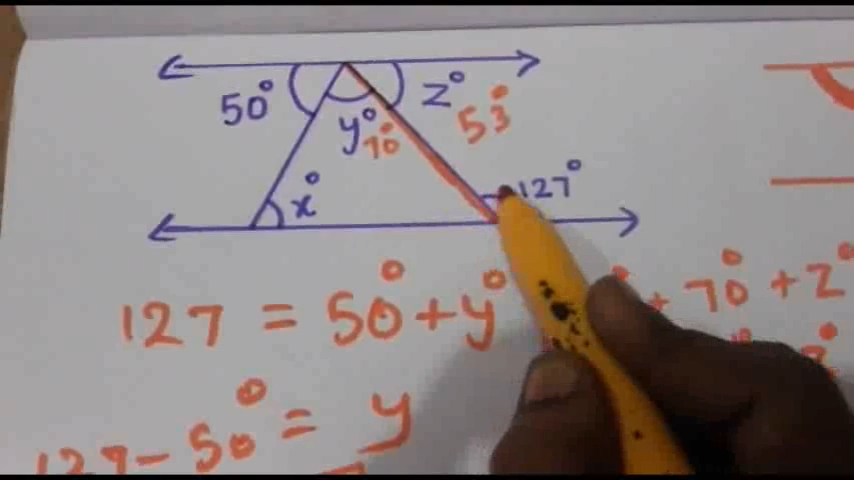 50° y° z°
70° 53°
x° 127°
127 = 50° + y° ° + 70° + z°
127 - 50° = y